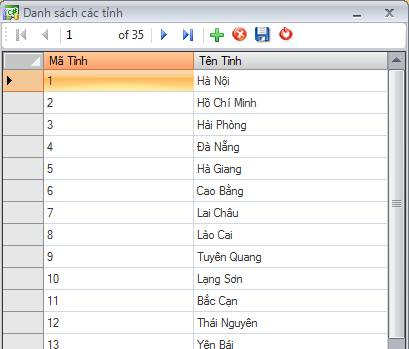 Danh sách các tỉnh
1 of 35
Mã Tỉnh Tên Tỉnh
1 Hà Nội
2 Hồ Chí Minh
3 Hải Phòng
4 Đà Nẵng
5 Hà Giang
6 Cao Bằng
7 Lai Châu
8 Lào Cai
9 Tuyên Quang
10 Lạng Sơn
11 Bắc Cạn
12 Thái Nguyên
13 Yên Bái